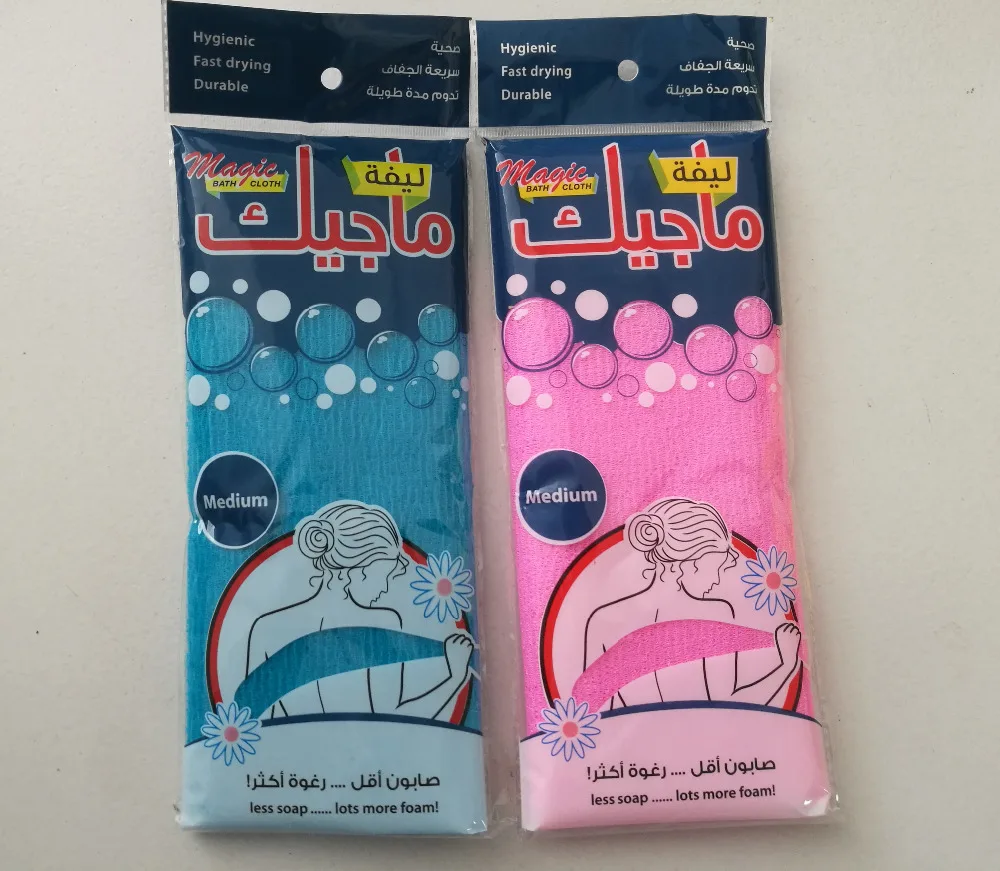 Hygienic
Fast drying
Durable
صحية
سريعة الجفاف
تدوم مدة طويلة
Magic
BATH CLOTH
ليفة
ماجيك
Medium
صابون أقل .... رغوة أكثر!
less soap ...... lots more foam!
Hygienic
Fast drying
Durable
صحية
سريعة الجفاف
تدوم مدة طويلة
Magic
BATH CLOTH
ليفة
ماجيك
Medium
صابون أقل .... رغوة أكثر!
less soap ...... lots more foam!